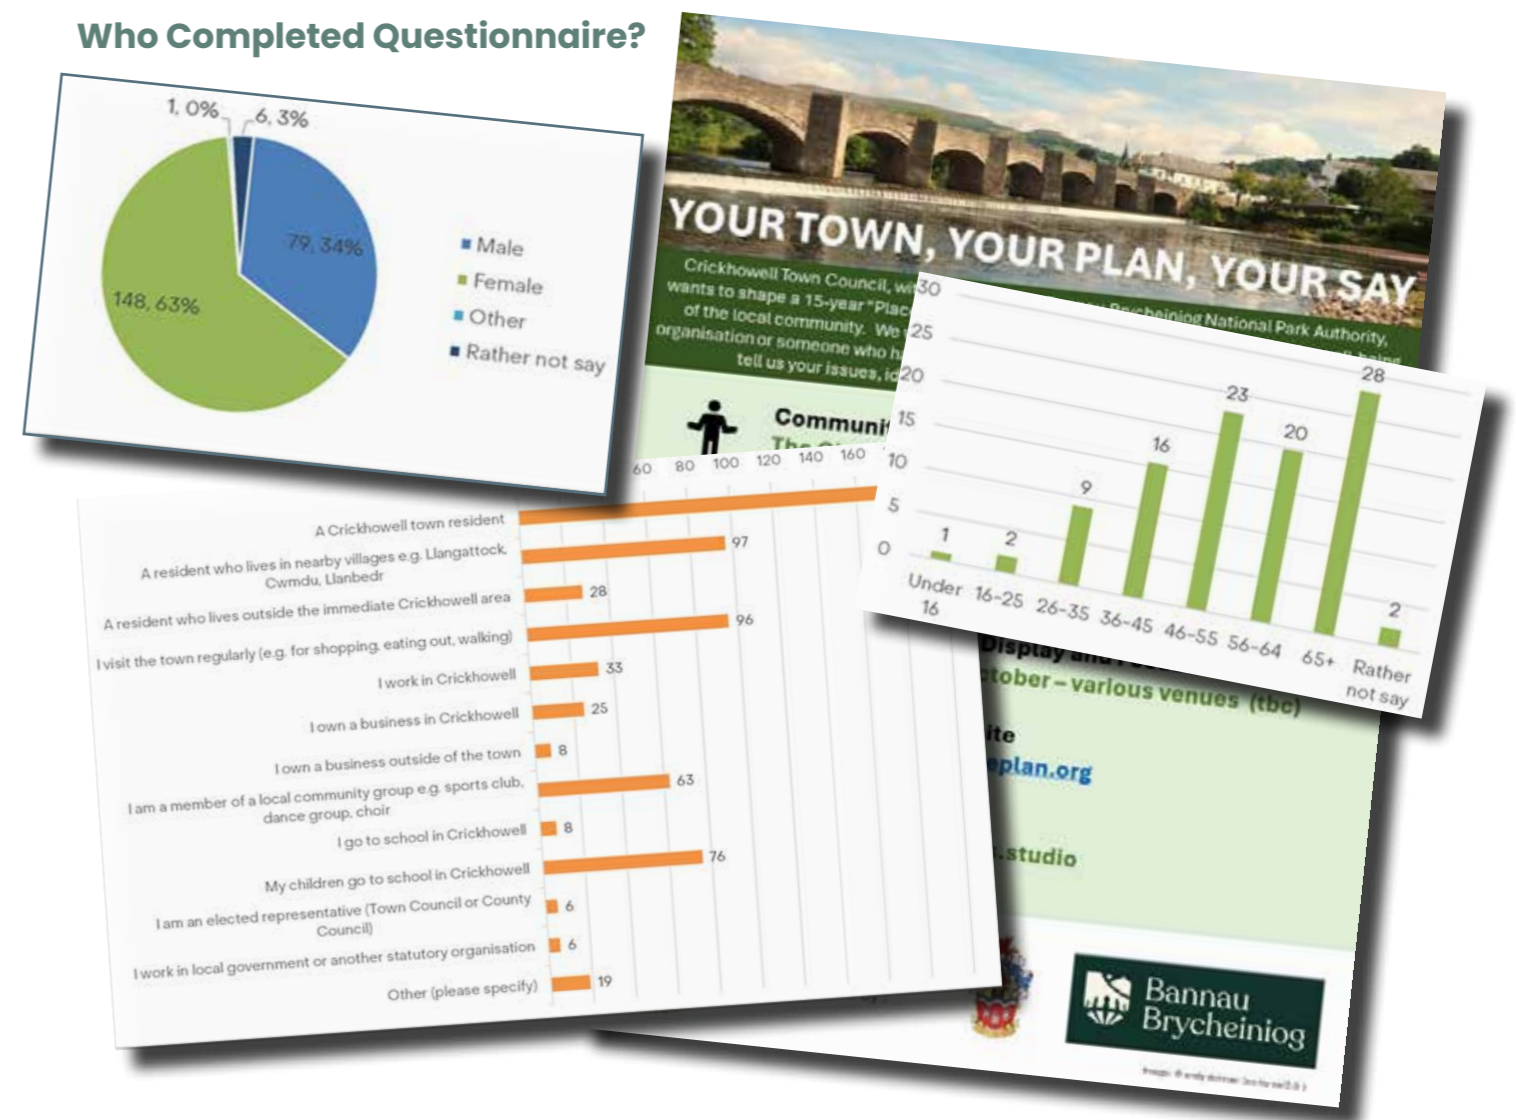 Who Completed Questionnaire?
1, 0%
6, 3%
79, 34%
148, 63%
Male
Female
Other
Rather not say
YOUR TOWN, YOUR PLAN, YOUR SAY
Crickhowell Town Council,
Brycheiniog National Park Authority,
wants to shape a 15-year "Place
of the local community. We
organisation or someone who
tell us your issues,
30
25
20
15
10
5
0
1
2
9
16
23
20
28
2
Under
16
16-25
26-35
36-45
46-55
56-64
65+
Rather
not say
60 80 100 120 140 160
A Crickhowell town resident
A resident who lives in nearby villages e.g. Llangattock,
Cwmdu, Llanbedr
97
A resident who lives outside the immediate Crickhowell area
28
I visit the town regularly (e.g. for shopping, eating out, walking)
96
I work in Crickhowell
33
I own a business in Crickhowell
25
I own a business outside of the town
8
I am a member of a local community group e.g. sports club,
dance group, choir
63
I go to school in Crickhowell
8
My children go to school in Crickhowell
76
I am an elected representative (Town Council or County
Council)
6
I work in local government or another statutory organisation
6
Other (please specify)
19
Display and
ctober – various venues (tbc)
ite
eplan.org
.studio
Bannau
Brycheiniog